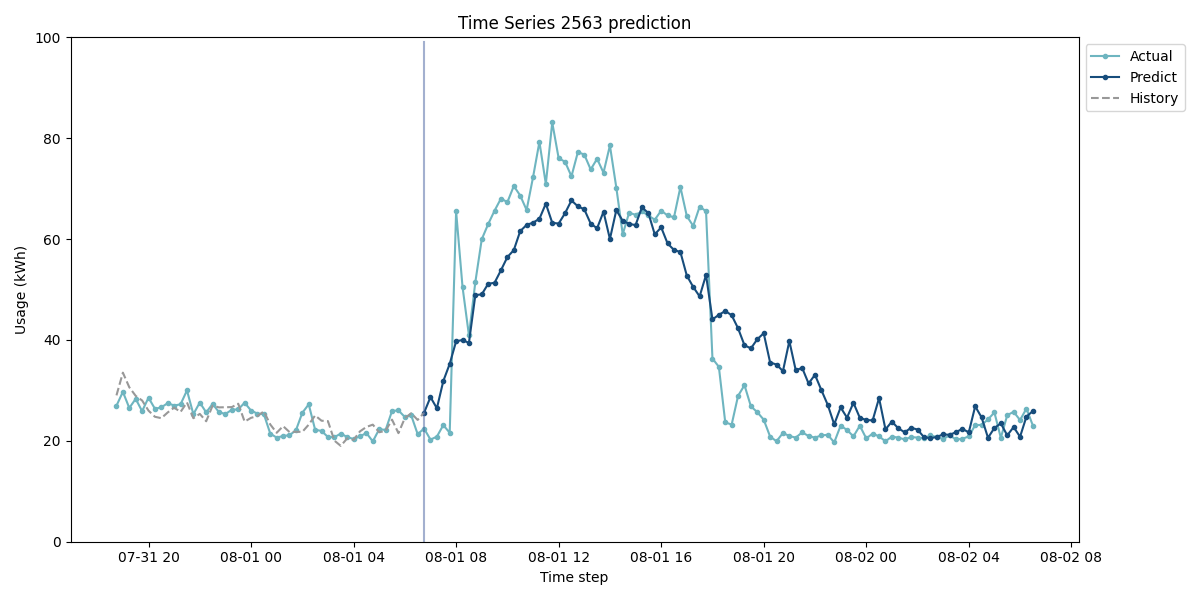 Time Series 2563 prediction
Usage (kWh)
100
80
60
40
20
0
07-31 20
08-01 00
08-01 04
08-01 08
08-01 12
08-01 16
08-01 20
08-02 00
08-02 04
08-02 08
Time step
Actual
Predict
History